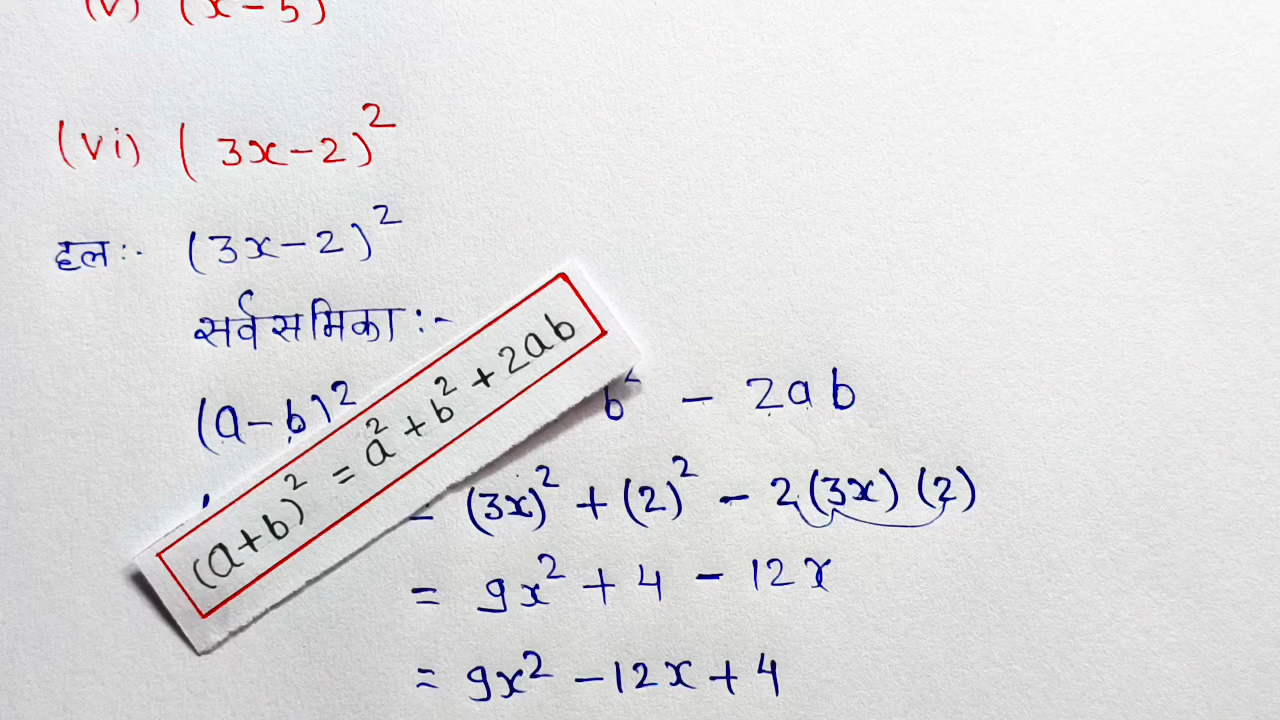 (v) (x-5)
(vi) (3x-2)²
हल:- (3x-2)²
सर्वसमिका:-
(a-b)² b² - 2ab
(a+b)² = a² + b² + 2ab
= (3x)² + (2)² - 2(3x)(2)
= 9x² + 4 - 12x
= 9x² - 12x + 4